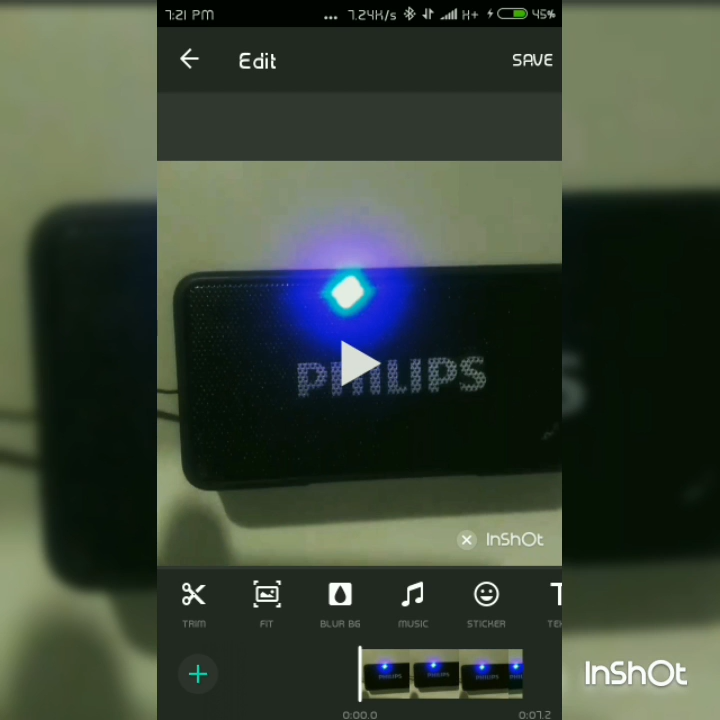 7:21 PM ... 7.24K/s H+ 45%
Edit SAVE
PHILIPS
InShOt
TRIM FIT BLUR BG MUSIC STICKER TE
0:00.0 0:07.2
InShOt